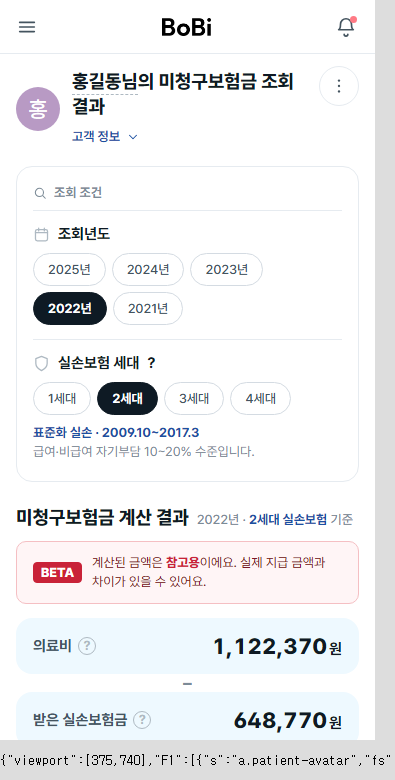 BoBi
홍
홍길동님의 미청구보험금 조회
결과
고객 정보
조회 조건
조회년도
2025년 2024년 2023년
2022년 2021년
실손보험 세대 ?
1세대 2세대 3세대 4세대
표준화 실손 · 2009.10~2017.3
급여·비급여 자기부담 10~20% 수준입니다.
미청구보험금 계산 결과 2022년 · 2세대 실손보험 기준
BETA
계산된 금액은 참고용이에요. 실제 지급 금액과
차이가 있을 수 있어요.
의료비 ? 1,122,370원
받은 실손보험금 ? 648,770원
{"viewport":[375,740],"F1":[{"s":"a.patient-avatar","fs"